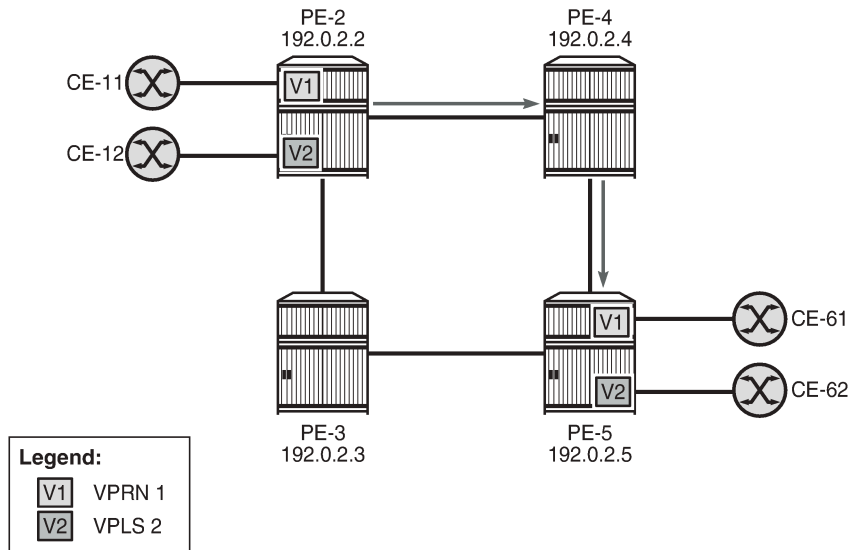 PE-2
192.0.2.2
PE-4
192.0.2.4
CE-11
V1
CE-12
V2
V1
CE-61
V2
CE-62
PE-3
192.0.2.3
PE-5
192.0.2.5
Legend:
V1 VPRN 1
V2 VPLS 2